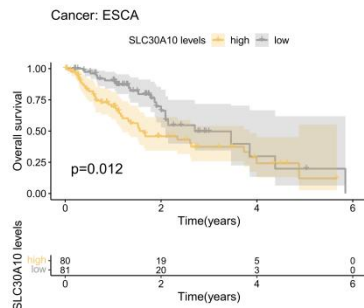 Cancer: ESCA
SLC30A10 levels high low
1.00
0.75
0.50
0.25
0.00
Overall survival
p=0.012
0 2 4 6
Time(years)
SLC30A10 levels
high 80 19 5 0
low 81 20 3 0
0 2 4 6
Time(years)